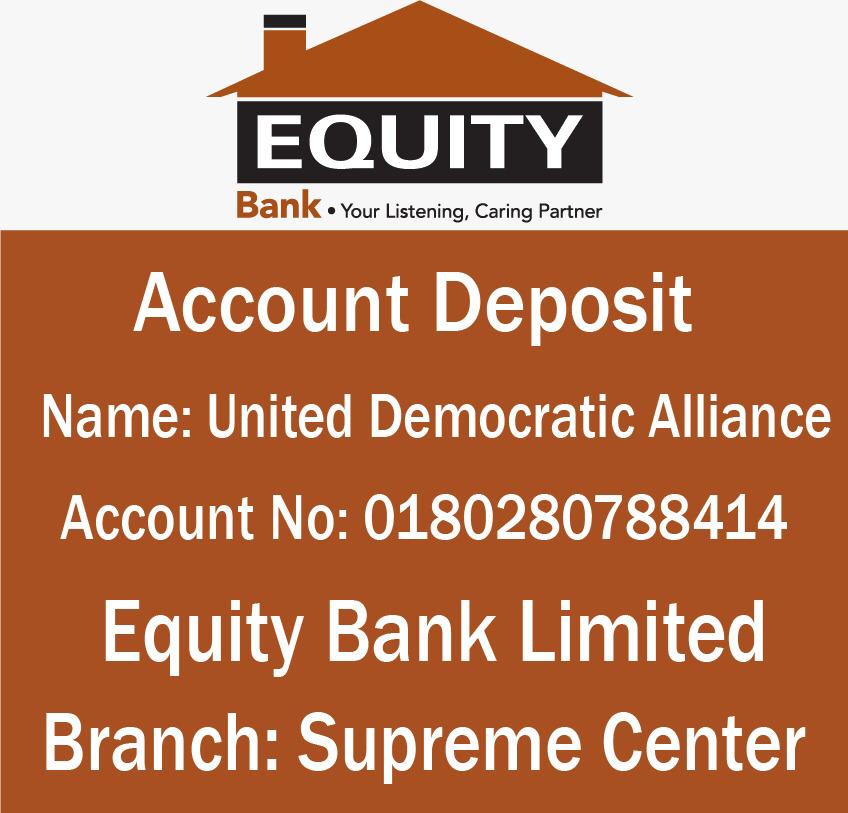 EQUITY
Bank • Your Listening, Caring Partner
Account Deposit
Name: United Democratic Alliance
Account No: 0180280788414
Equity Bank Limited
Branch: Supreme Center